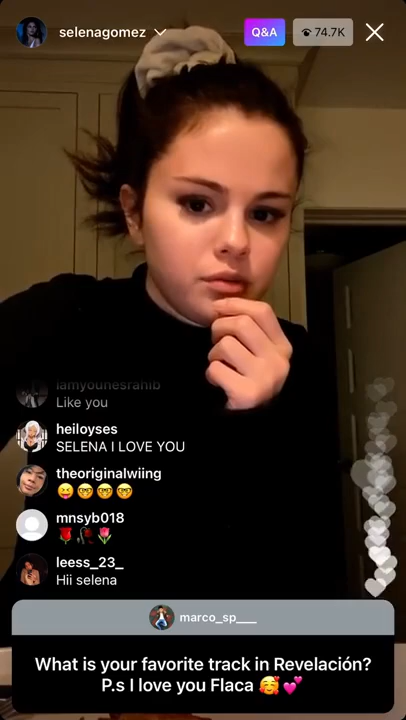 selenagomez
Q&A
74.7K
iamyounesrahib
Like you
heiloyses
SELENA I LOVE YOU
theoriginalwiing
😝🤓🤓🤓
mnsyb018
🌹🥀🌷
leess_23_
Hii selena
marco_sp___
What is your favorite track in Revelación?
P.s I love you Flaca 🥰💕